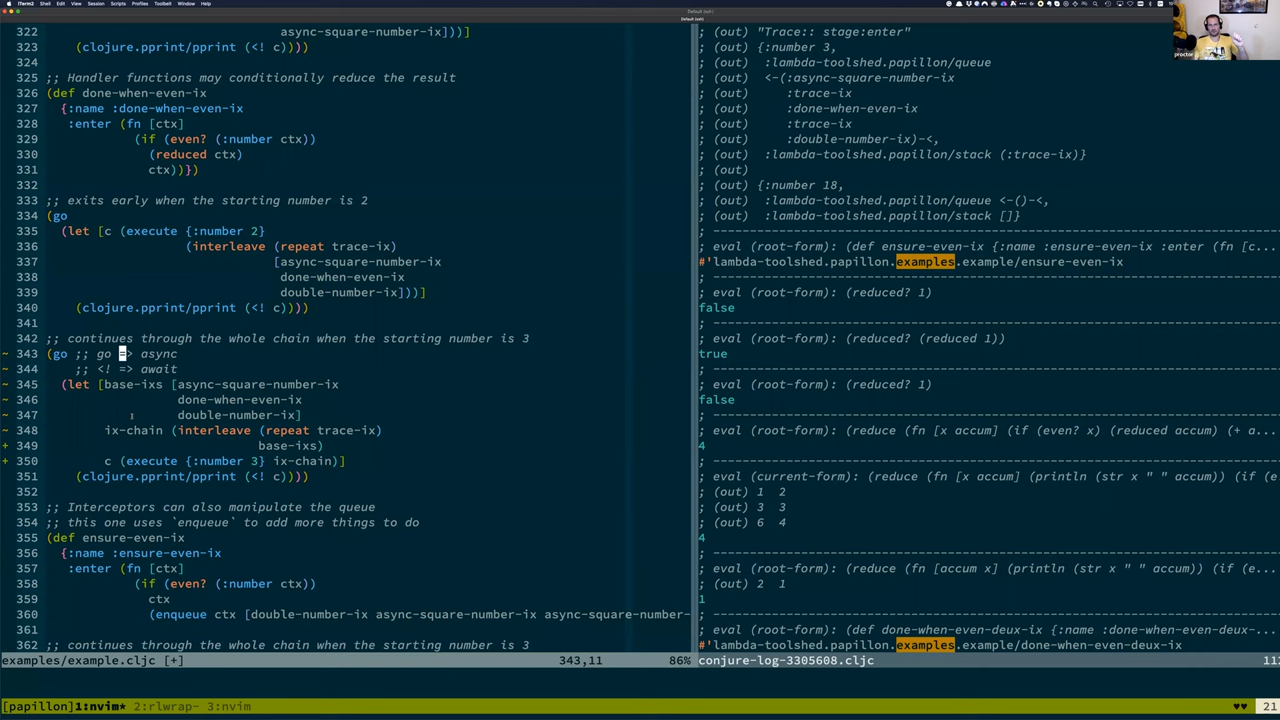 iTerm2 Shell Edit View Session Scripts Profiles Toolbelt Window Help
Default (ssh)
Default (ssh)
322 async-square-number-ix]))]
323 (clojure.pprint/pprint (<! c))))
324
325 ;; Handler functions may conditionally reduce the result
326 (def done-when-even-ix
327 {:name :done-when-even-ix
328 :enter (fn [ctx]
329 (if (even? (:number ctx))
330 (reduced ctx)
331 ctx))})
332
333 ;; exits early when the starting number is 2
334 (go
335 (let [c (execute {:number 2}
336 (interleave (repeat trace-ix)
337 [async-square-number-ix
338 done-when-even-ix
339 double-number-ix]))]
340 (clojure.pprint/pprint (<! c))))
341
342 ;; continues through the whole chain when the starting number is 3
~ 343 (go ;; go => async
~ 344 ;; <! => await
~ 345 (let [base-ixs [async-square-number-ix
~ 346 done-when-even-ix
~ 347 double-number-ix]
~ 348 ix-chain (interleave (repeat trace-ix)
+ 349 base-ixs)
+ 350 c (execute {:number 3} ix-chain)]
351 (clojure.pprint/pprint (<! c))))
352
353 ;; Interceptors can also manipulate the queue
354 ;; this one uses `enqueue` to add more things to do
355 (def ensure-even-ix
356 {:name :ensure-even-ix
357 :enter (fn [ctx]
358 (if (even? (:number ctx))
359 ctx
360 (enqueue ctx [double-number-ix async-square-number-ix async-square-number-
361
362 ;; continues through the whole chain when the starting number is 3
examples/example.cljc [+] 343,11 86%
; (out) "Trace:: stage:enter"
; (out) {:number 3,
; (out) :lambda-toolshed.papillon/queue
; (out) <-(:async-square-number-ix
; (out) :trace-ix
; (out) :done-when-even-ix
; (out) :trace-ix
; (out) :double-number-ix)-<,
; (out) :lambda-toolshed.papillon/stack (:trace-ix)}
; (out)
; (out) {:number 18,
; (out) :lambda-toolshed.papillon/queue <-()-<,
; (out) :lambda-toolshed.papillon/stack []}
; --------------------------------------------------------------------------------
; eval (root-form): (def ensure-even-ix {:name :ensure-even-ix :enter (fn [c...
#'lambda-toolshed.papillon.examples.example/ensure-even-ix
; --------------------------------------------------------------------------------
; eval (root-form): (reduced? 1)
false
; --------------------------------------------------------------------------------
; eval (root-form): (reduced? (reduced 1))
true
; --------------------------------------------------------------------------------
; eval (root-form): (reduced? 1)
false
; --------------------------------------------------------------------------------
; eval (root-form): (reduce (fn [x accum] (if (even? x) (reduced accum) (+ a...
4
; --------------------------------------------------------------------------------
; eval (current-form): (reduce (fn [x accum] (println (str x " " accum)) (if (e...
; (out) 1 2
; (out) 3 3
; (out) 6 4
4
; --------------------------------------------------------------------------------
; eval (root-form): (reduce (fn [accum x] (println (str x " " accum)) (if (e...
; (out) 2 1
1
; --------------------------------------------------------------------------------
; eval (root-form): (def done-when-even-deux-ix {:name :done-when-even-deux-...
#'lambda-toolshed.papillon.examples.example/done-when-even-deux-ix
conjure-log-3305608.cljc 11
[papillon]1:nvim* 2:rlwrap- 3:nvim ♥♥ 21
proctor